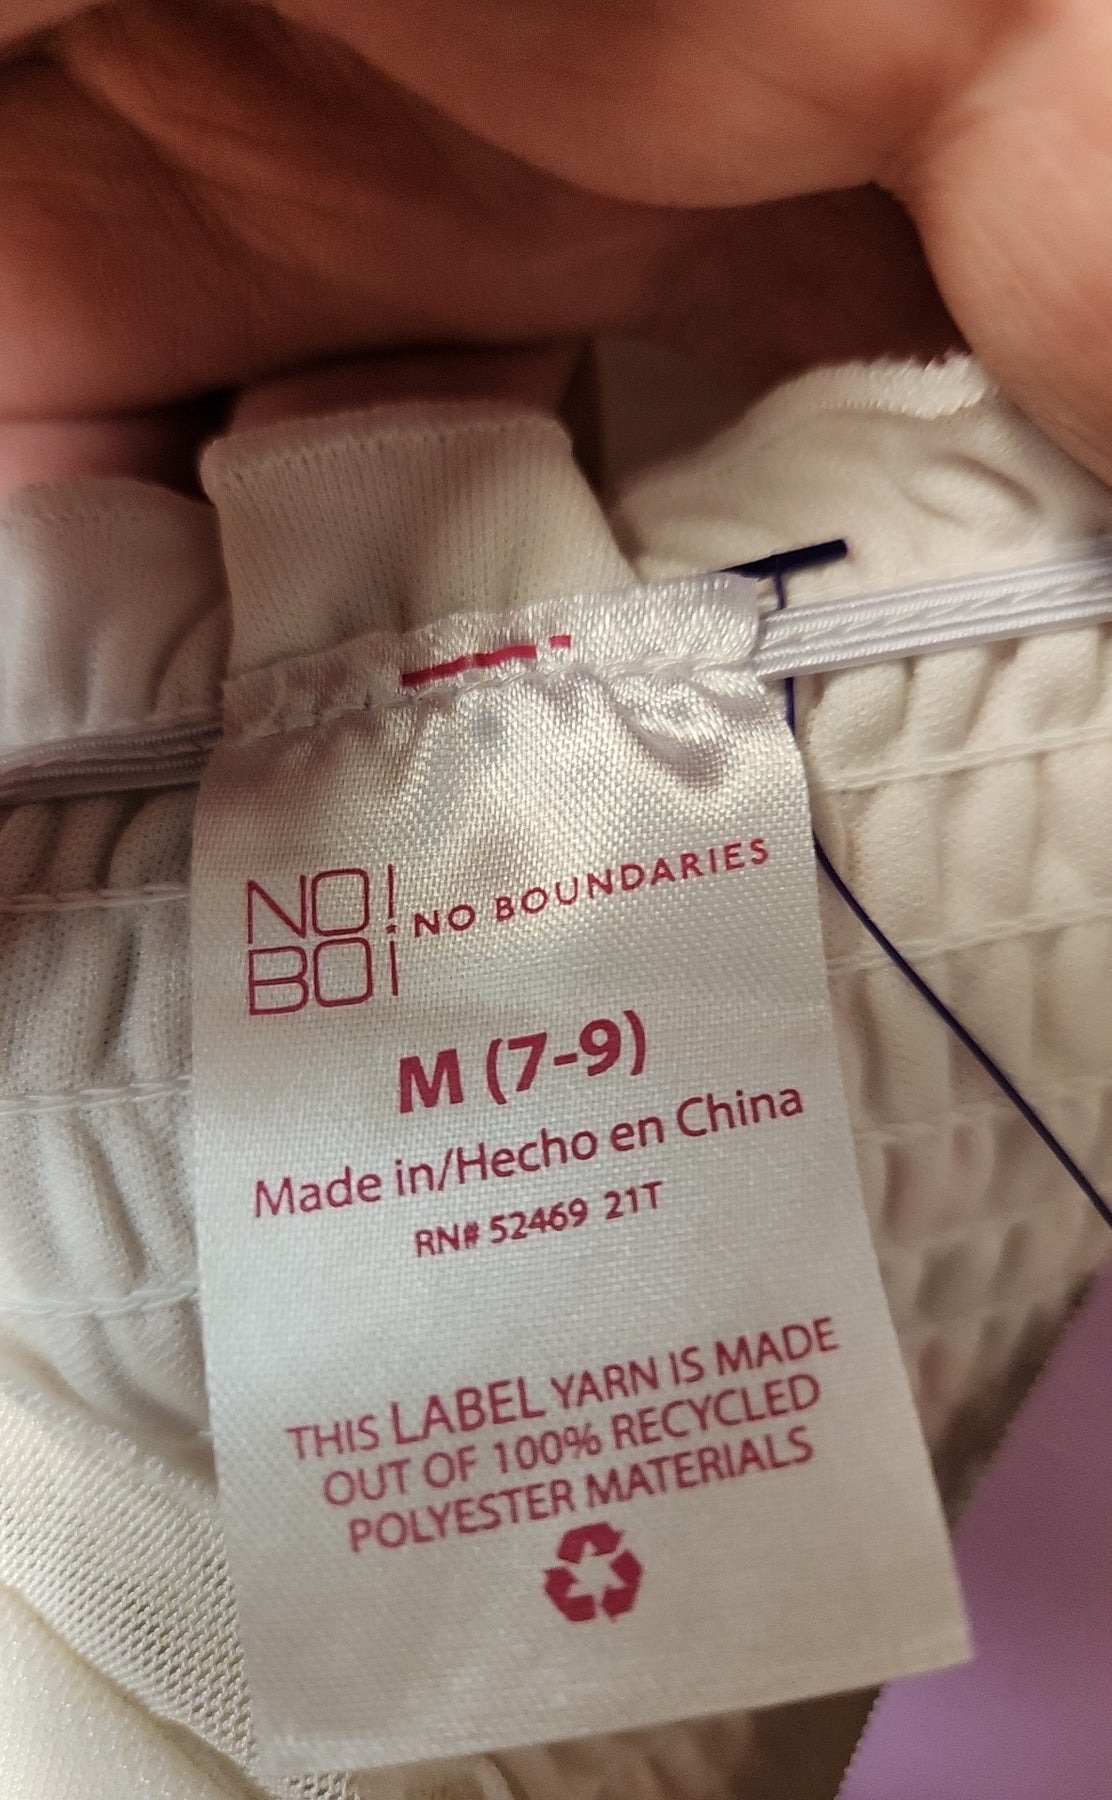 NO!
BO¡
NO BOUNDARIES
M (7-9)
Made in/Hecho en China
RN# 52469 21T
THIS LABEL YARN IS MADE
OUT OF 100% RECYCLED
POLYESTER MATERIALS